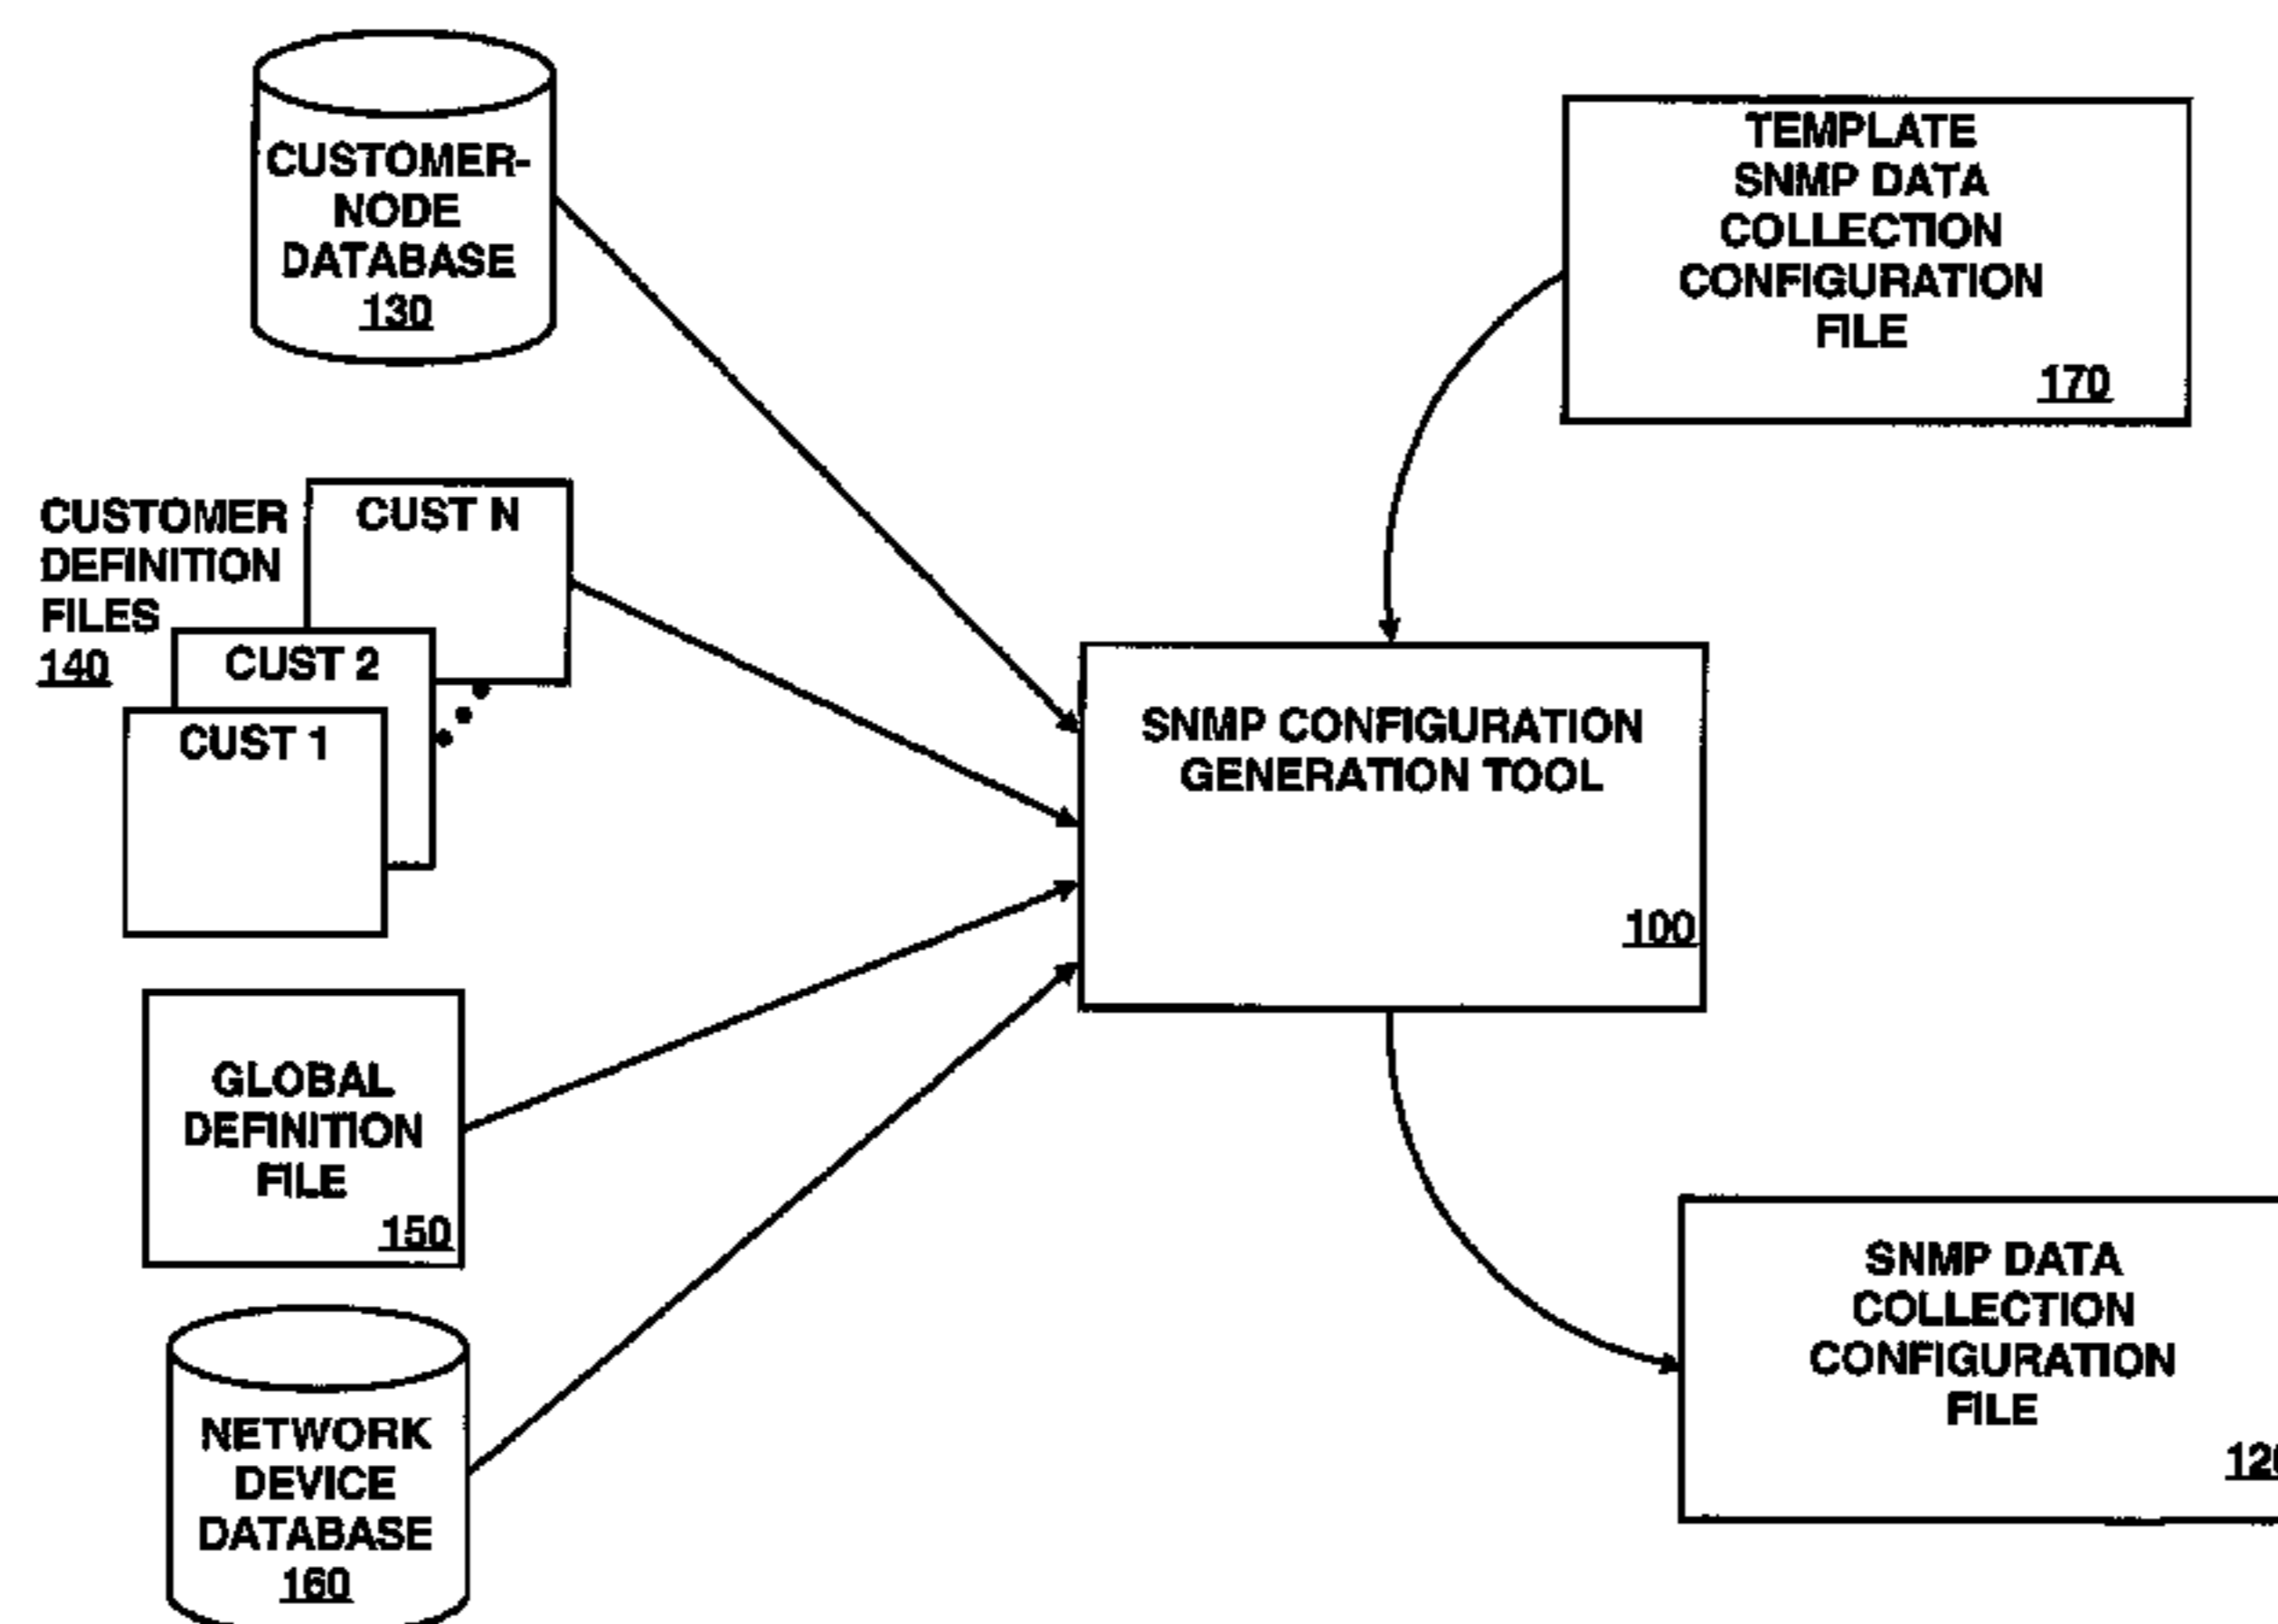 CUSTOMER-
NODE
DATABASE
130
TEMPLATE
SNMP DATA
COLLECTION
CONFIGURATION
FILE
170
CUSTOMER
DEFINITION
FILES
140
CUST N
CUST 2
CUST 1
SNMP CONFIGURATION
GENERATION TOOL
100
GLOBAL
DEFINITION
FILE
150
SNMP DATA
COLLECTION
CONFIGURATION
FILE
NETWORK
DEVICE
DATABASE
160